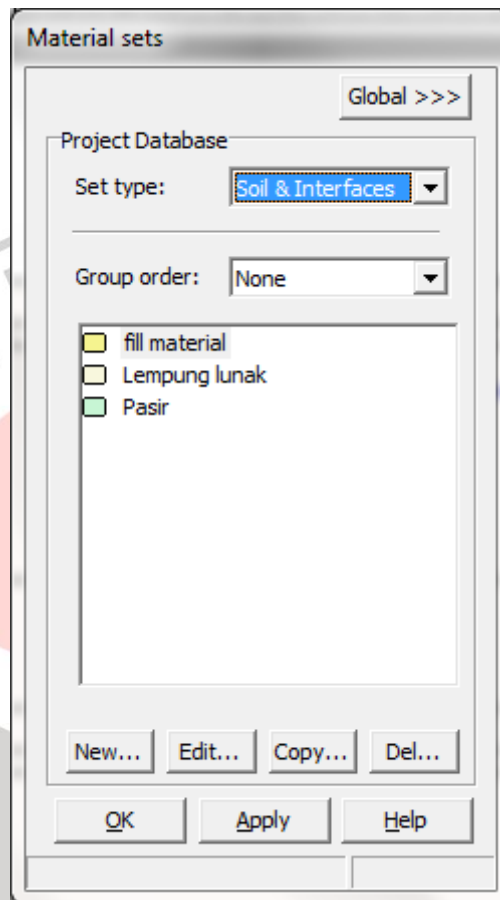 Material sets
Global >>>
Project Database
Set type: Soil & Interfaces
Group order: None
fill material
Lempung lunak
Pasir
New... Edit... Copy... Del...
OK Apply Help